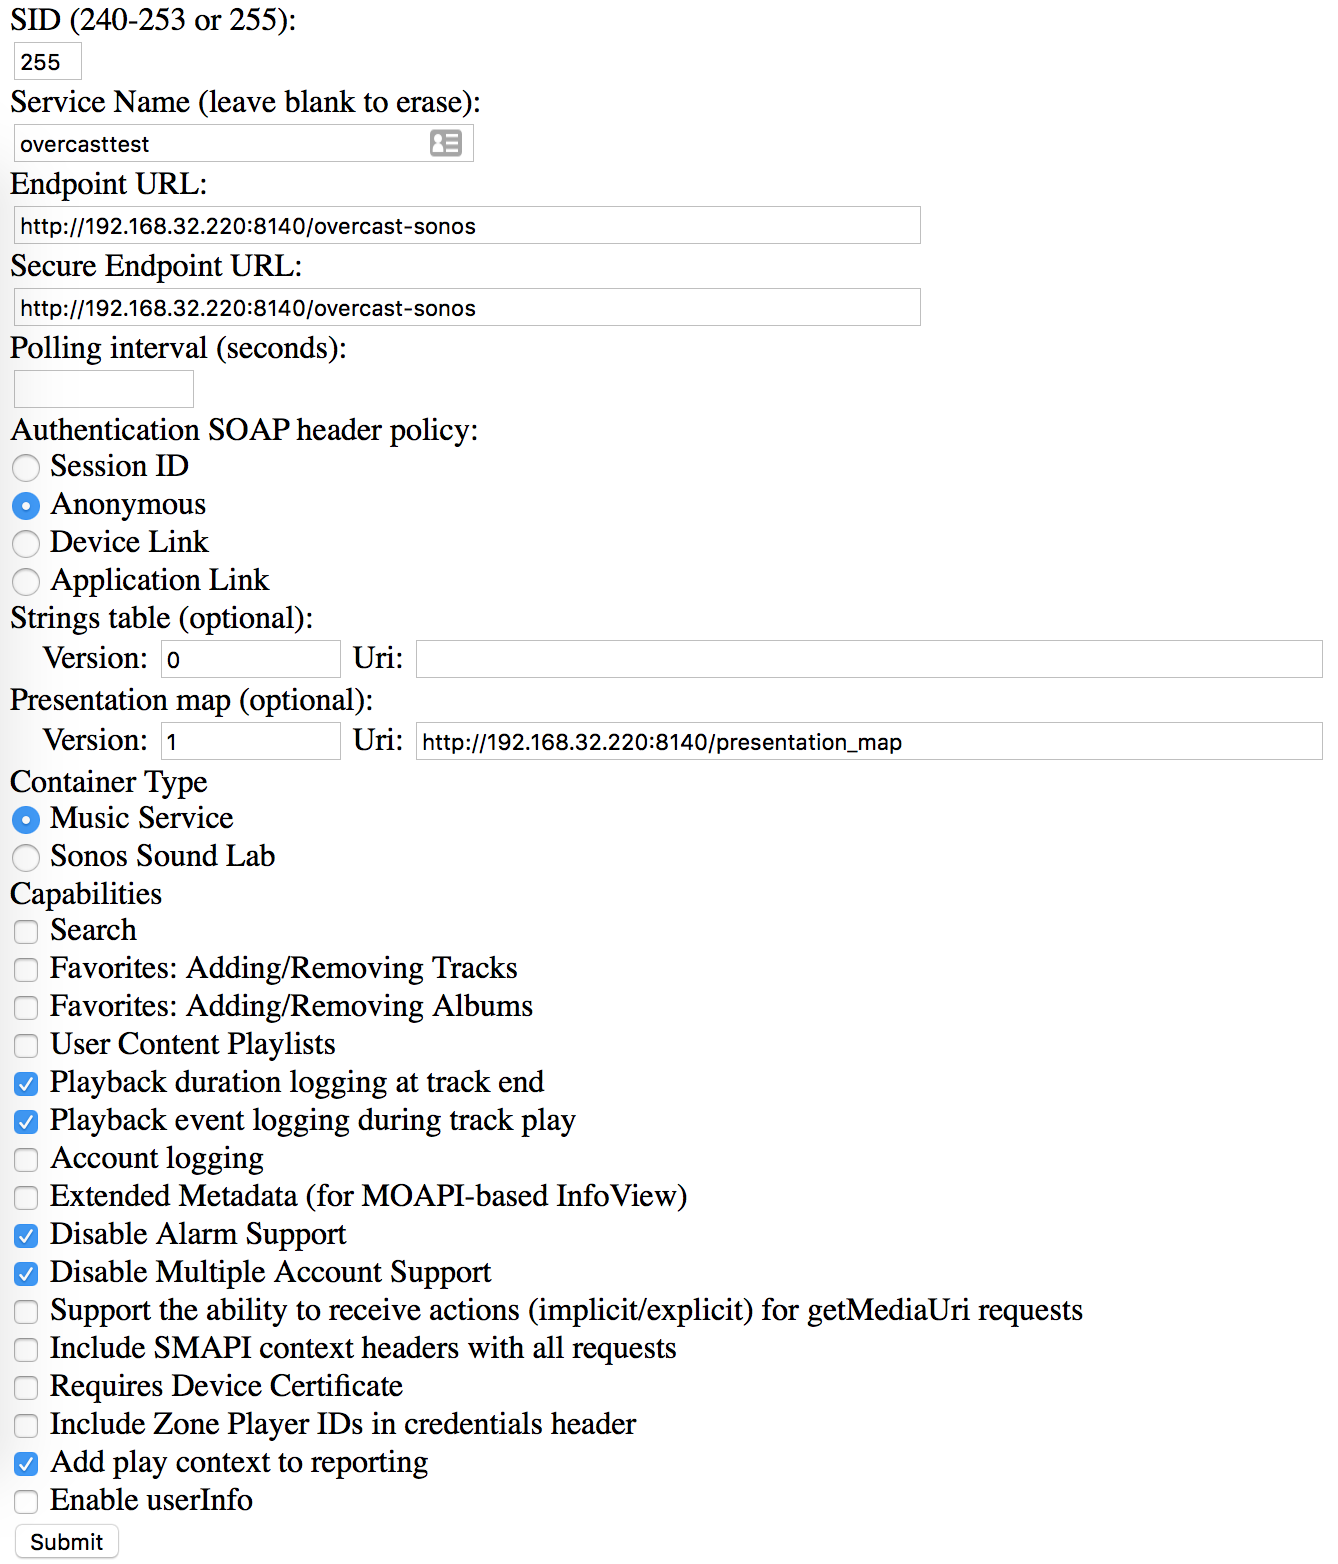 SID (240-253 or 255):
255
Service Name (leave blank to erase):
overcasttest
Endpoint URL:
http://192.168.32.220:8140/overcast-sonos
Secure Endpoint URL:
http://192.168.32.220:8140/overcast-sonos
Polling interval (seconds):
Authentication SOAP header policy:
Session ID
Anonymous
Device Link
Application Link
Strings table (optional):
Version: 0 Uri:
Presentation map (optional):
Version: 1 Uri: http://192.168.32.220:8140/presentation_map
Container Type
Music Service
Sonos Sound Lab
Capabilities
Search
Favorites: Adding/Removing Tracks
Favorites: Adding/Removing Albums
User Content Playlists
Playback duration logging at track end
Playback event logging during track play
Account logging
Extended Metadata (for MOAPI-based InfoView)
Disable Alarm Support
Disable Multiple Account Support
Support the ability to receive actions (implicit/explicit) for getMediaUri requests
Include SMAPI context headers with all requests
Requires Device Certificate
Include Zone Player IDs in credentials header
Add play context to reporting
Enable userInfo
Submit